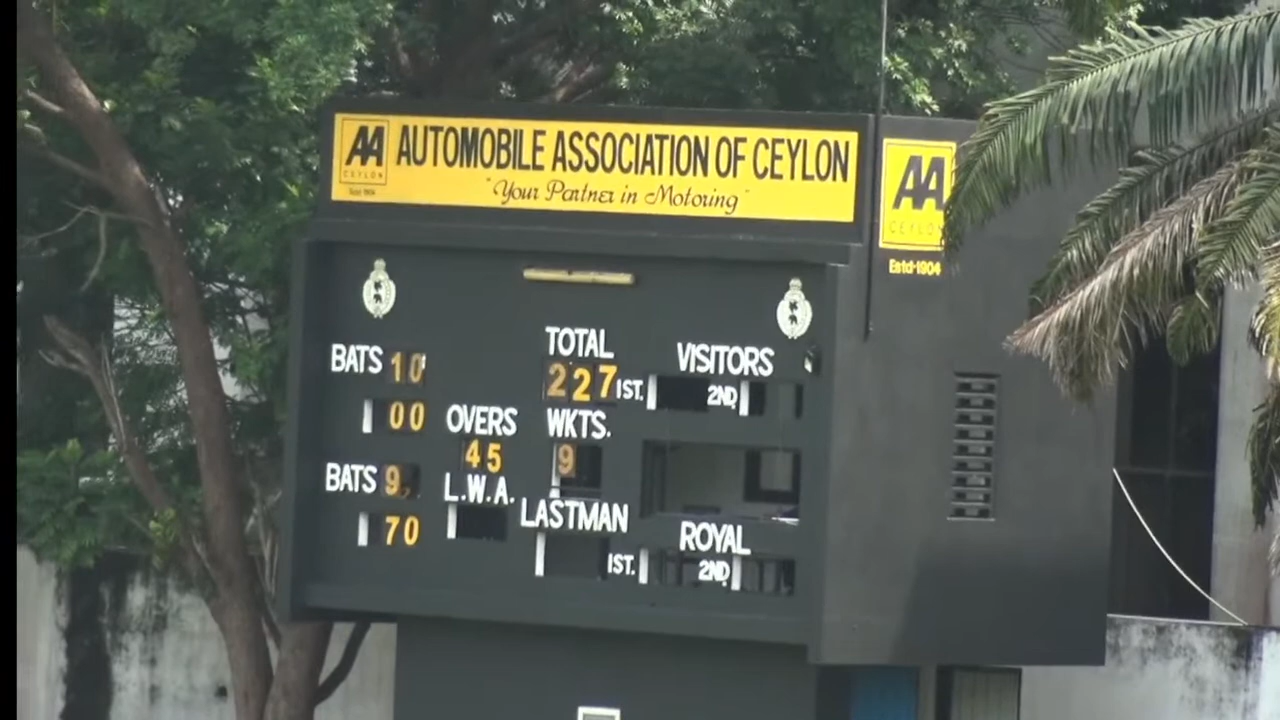 AA
CEYLON
Estd 1904
AUTOMOBILE ASSOCIATION OF CEYLON
"Your Partner in Motoring"
AA
CEYLON
Estd-1904
TOTAL
VISITORS
BATS 10
227 1ST. 2ND
00
OVERS WKTS.
45 9
BATS 9
L.W.A.
LASTMAN
70
ROYAL
1ST. 2ND